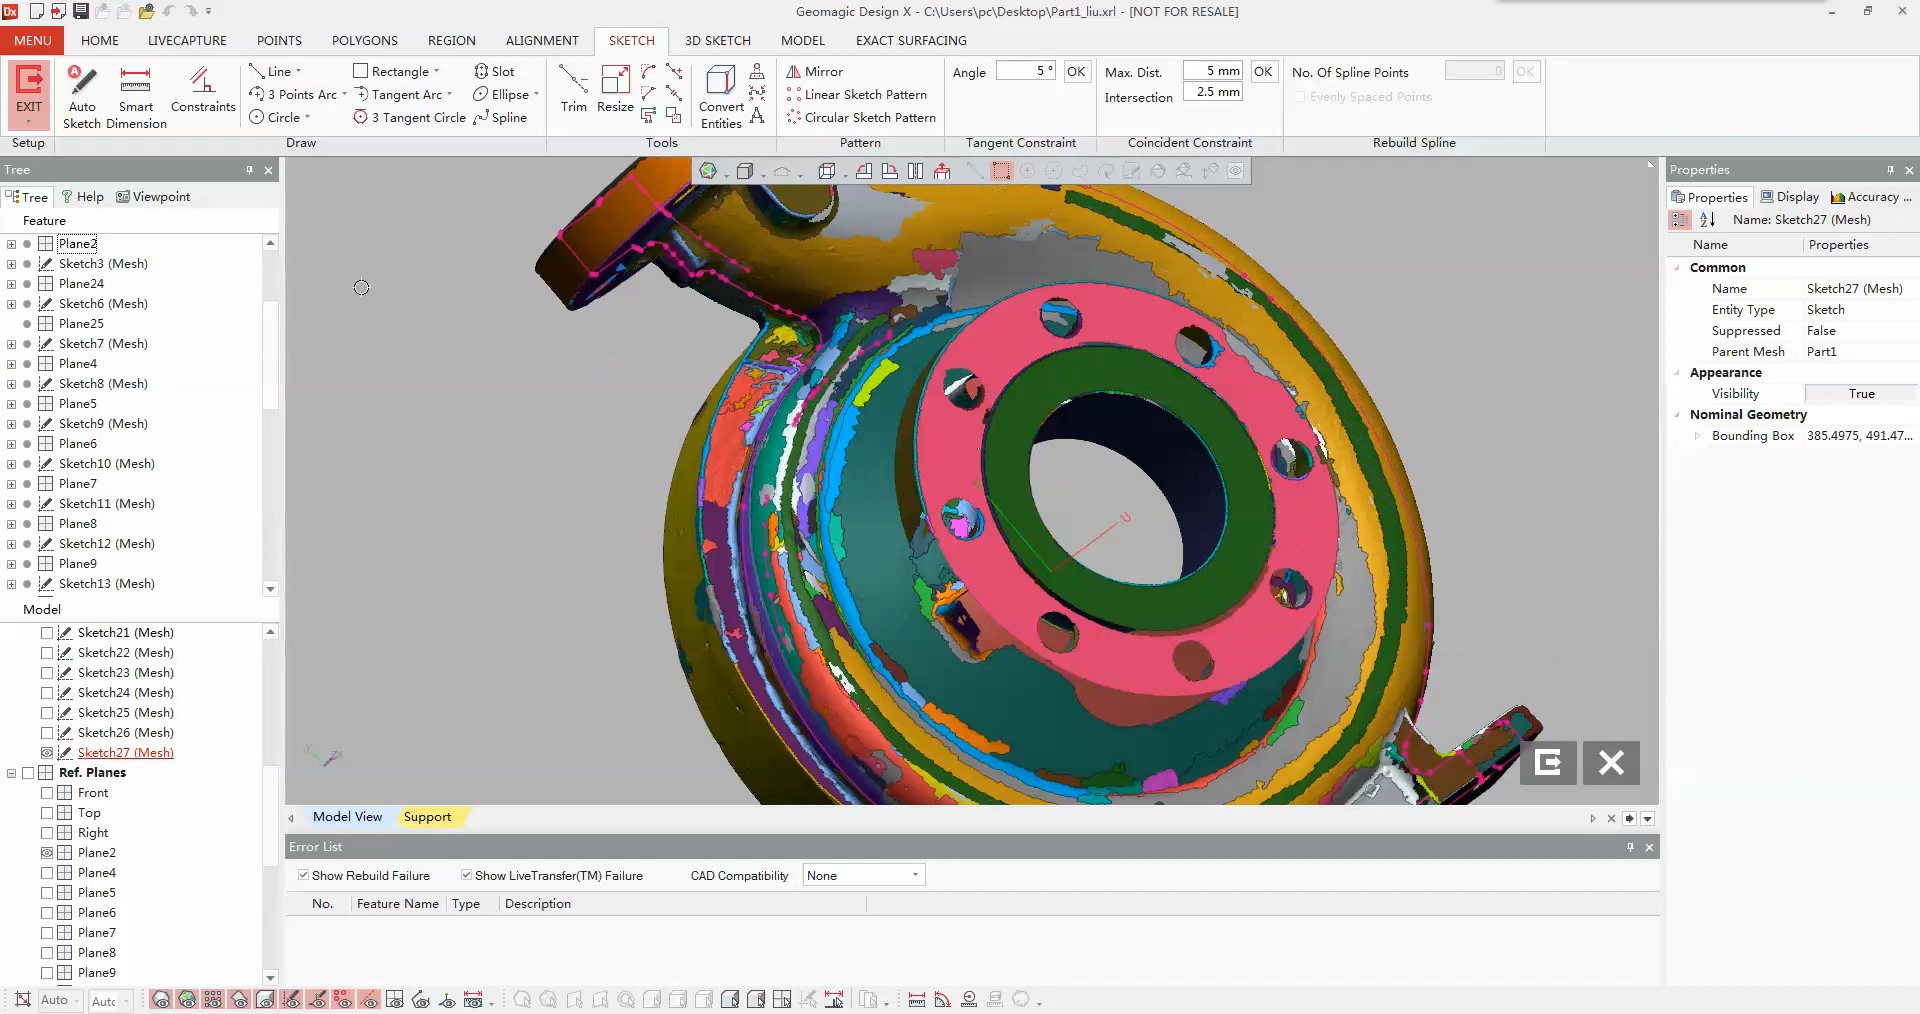 Dx
Geomagic Design X - C:\Users\pc\Desktop\Part1_liu.xrl - [NOT FOR RESALE]
MENU HOME LIVECAPTURE POINTS POLYGONS REGION ALIGNMENT SKETCH 3D SKETCH MODEL EXACT SURFACING
EXIT
Setup
Auto Sketch
Smart Dimension
Constraints
Line
Rectangle
Slot
3 Points Arc
Tangent Arc
Ellipse
Circle
3 Tangent Circle
Spline
Draw
Trim
Resize
Convert Entities
Tools
Mirror
Linear Sketch Pattern
Circular Sketch Pattern
Pattern
Angle 5 ° OK
Tangent Constraint
Max. Dist. 5 mm OK
Intersection 2.5 mm
Coincident Constraint
No. Of Spline Points 0 OK
Evenly Spaced Points
Rebuild Spline
Tree
Tree Help Viewpoint
Feature
Plane2
Sketch3 (Mesh)
Plane24
Sketch6 (Mesh)
Plane25
Sketch7 (Mesh)
Plane4
Sketch8 (Mesh)
Plane5
Sketch9 (Mesh)
Plane6
Sketch10 (Mesh)
Plane7
Sketch11 (Mesh)
Plane8
Sketch12 (Mesh)
Plane9
Sketch13 (Mesh)
Model
Sketch21 (Mesh)
Sketch22 (Mesh)
Sketch23 (Mesh)
Sketch24 (Mesh)
Sketch25 (Mesh)
Sketch26 (Mesh)
Sketch27 (Mesh)
Ref. Planes
Front
Top
Right
Plane2
Plane4
Plane5
Plane6
Plane7
Plane8
Plane9
Model View Support
Error List
Show Rebuild Failure Show LiveTransfer(TM) Failure CAD Compatibility None
No. Feature Name Type Description
Properties
Properties Display Accuracy ...
Name: Sketch27 (Mesh)
Name Properties
Common
Name Sketch27 (Mesh)
Entity Type Sketch
Suppressed False
Parent Mesh Part1
Appearance
Visibility True
Nominal Geometry
Bounding Box 385.4975, 491.47...
Auto Autc